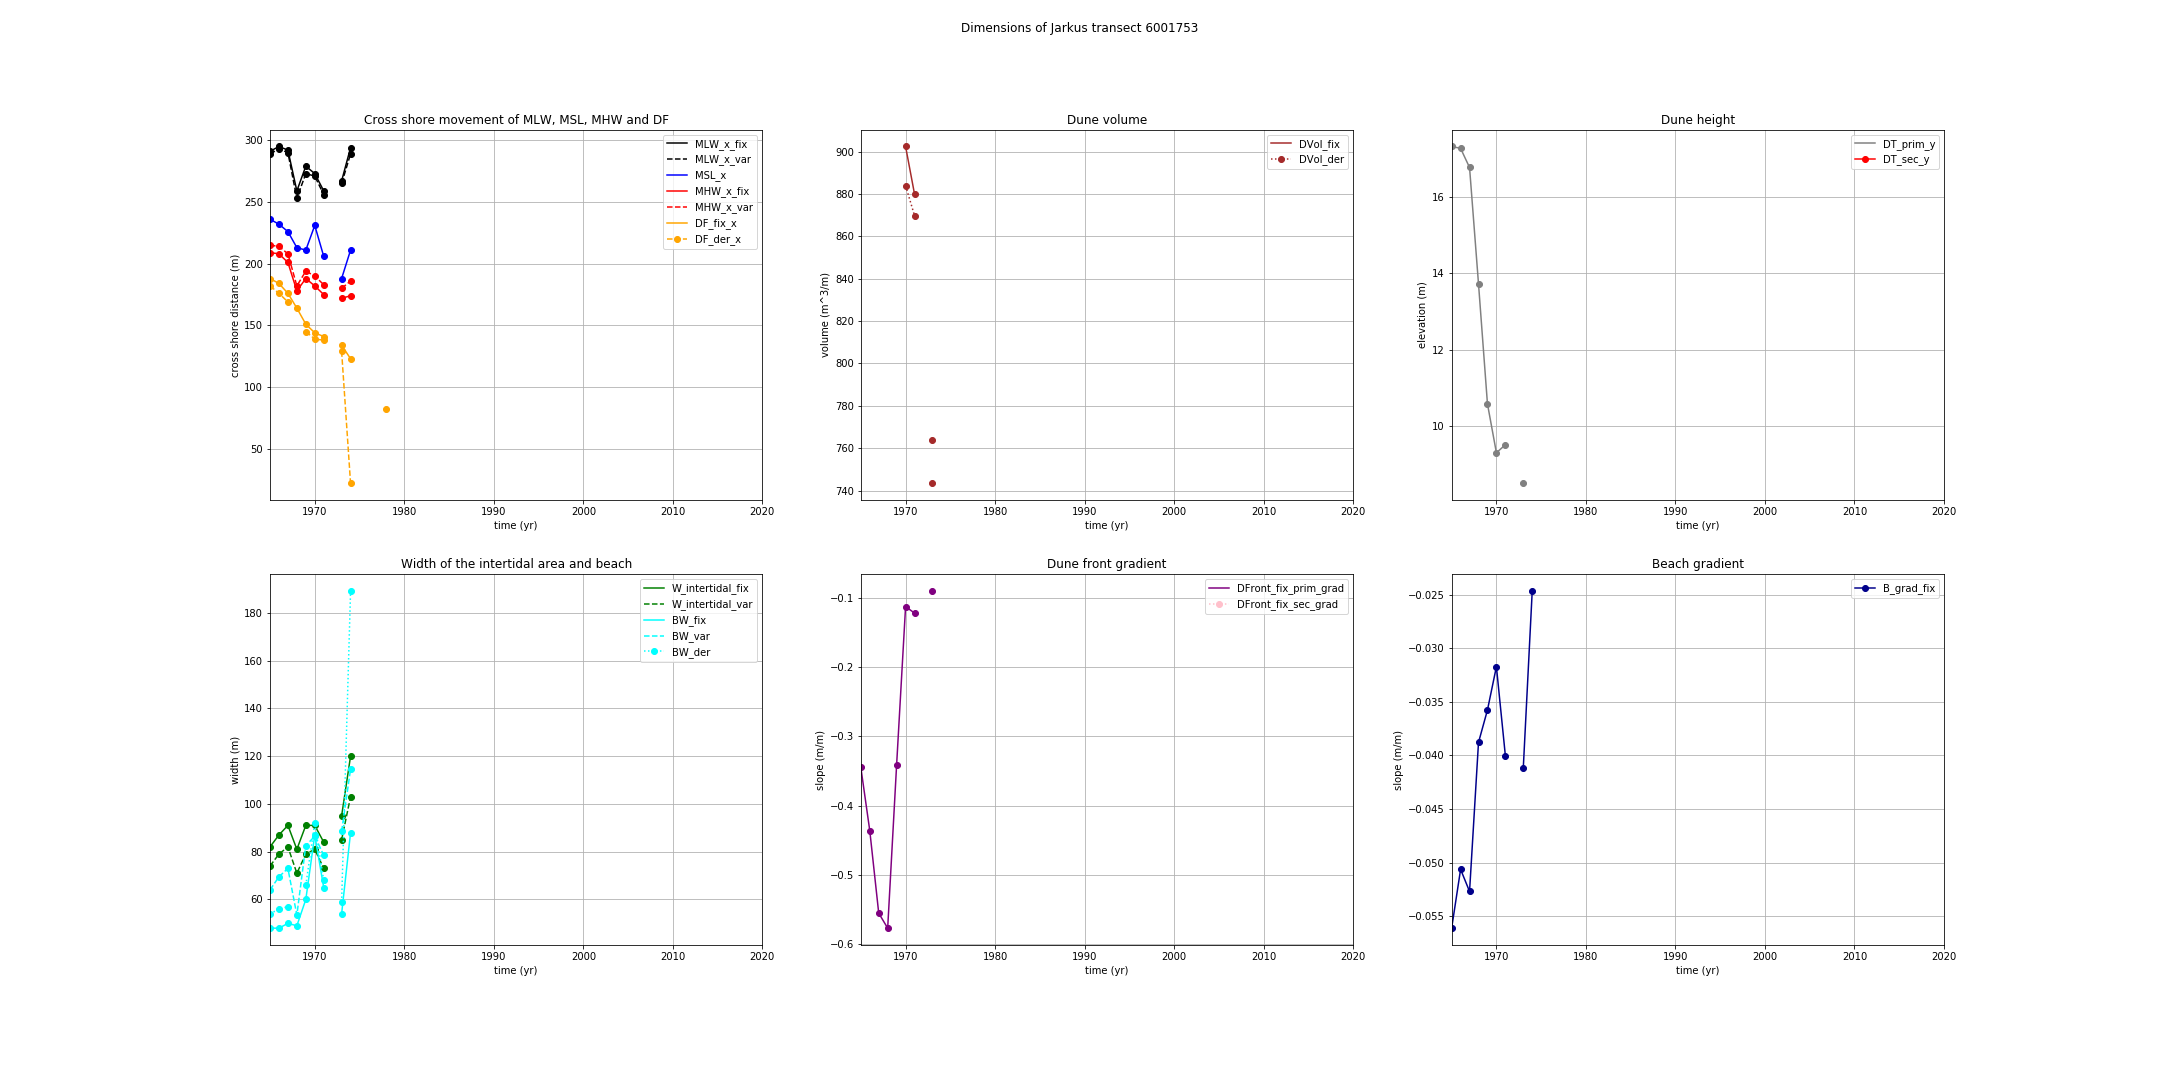 Dimensions of Jarkus transect 6001753
Cross shore movement of MLW, MSL, MHW and DF
300
250
200
150
100
50
cross shore distance (m)
1970 1980 1990 2000 2010 2020
time (yr)
MLW_x_fix
MLW_x_var
MSL_x
MHW_x_fix
MHW_x_var
DF_fix_x
DF_der_x
Dune volume
900
880
860
840
820
800
780
760
740
volume (m^3/m)
1970 1980 1990 2000 2010 2020
time (yr)
DVol_fix
DVol_der
Dune height
16
14
12
10
elevation (m)
1970 1980 1990 2000 2010 2020
time (yr)
DT_prim_y
DT_sec_y
Width of the intertidal area and beach
180
160
140
120
100
80
60
width (m)
1970 1980 1990 2000 2010 2020
time (yr)
W_intertidal_fix
W_intertidal_var
BW_fix
BW_var
BW_der
Dune front gradient
−0.1
−0.2
−0.3
−0.4
−0.5
−0.6
slope (m/m)
1970 1980 1990 2000 2010 2020
time (yr)
DFront_fix_prim_grad
DFront_fix_sec_grad
Beach gradient
−0.025
−0.030
−0.035
−0.040
−0.045
−0.050
−0.055
slope (m/m)
1970 1980 1990 2000 2010 2020
time (yr)
B_grad_fix